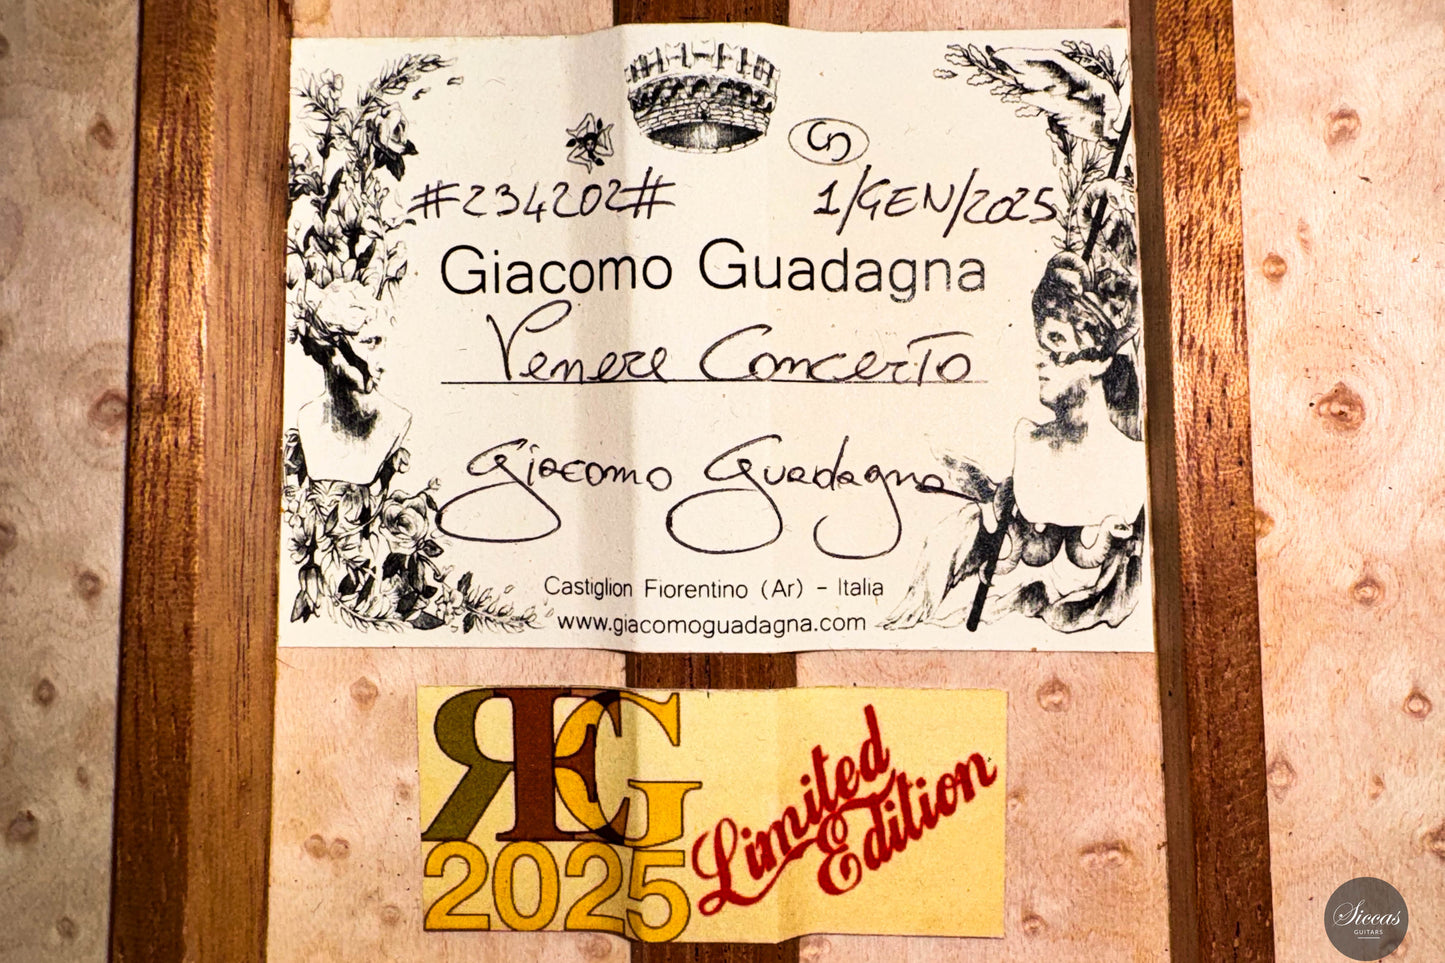 #234202# 1/GEN/2025
Giacomo Guadagna
Venere Concerto
Giacomo Guadagna
Castiglion Fiorentino (Ar) - Italia
www.giacomoguadagna.com
REG
2025
Limited
Edition
Siccas
GUITARS